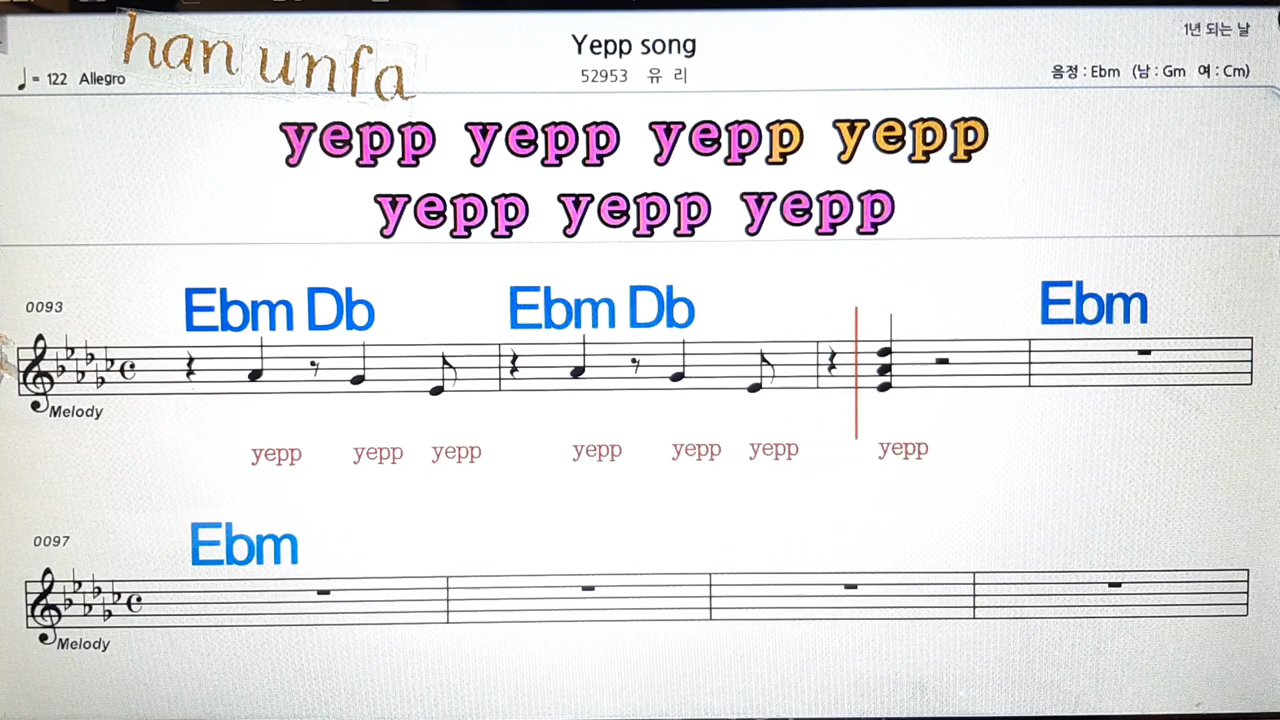 han unfa
Yepp song
1년 되는 날
♩ = 122 Allegro
52953 유 리
음정 : Ebm (남 : Gm 여 : Cm)
yepp yepp yepp yepp
yepp yepp yepp
0093
Ebm Db Ebm Db Ebm
Melody
yepp yepp yepp yepp yepp yepp yepp
0097
Ebm
Melody